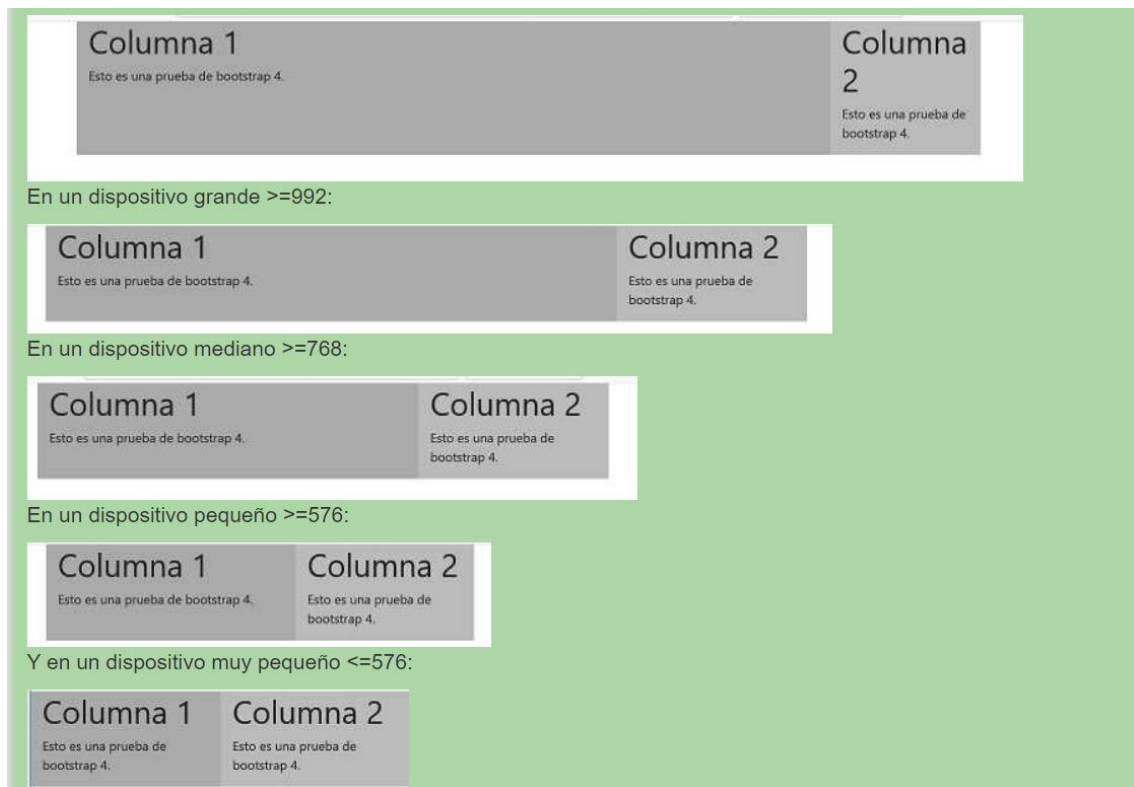 Columna 1
Columna
2
Esto es una prueba de bootstrap 4.
Esto es una prueba de
bootstrap 4.
En un dispositivo grande >=992:
Columna 1
Columna 2
Esto es una prueba de bootstrap 4.
Esto es una prueba de
bootstrap 4.
En un dispositivo mediano >=768:
Columna 1
Columna 2
Esto es una prueba de bootstrap 4.
Esto es una prueba de
bootstrap 4.
En un dispositivo pequeño >=576:
Columna 1
Columna 2
Esto es una prueba de bootstrap 4.
Esto es una prueba de
bootstrap 4.
Y en un dispositivo muy pequeño <=576:
Columna 1
Columna 2
Esto es una prueba de
bootstrap 4.
Esto es una prueba de
bootstrap 4.